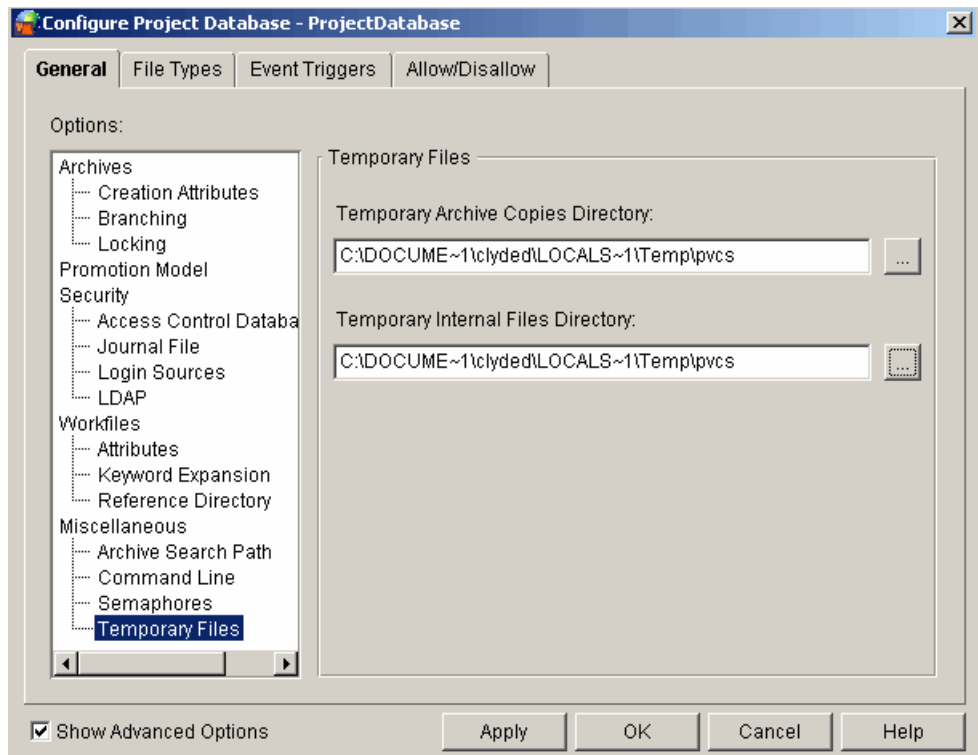 Configure Project Database - ProjectDatabase
General File Types Event Triggers Allow/Disallow
Options:
Archives
Creation Attributes
Branching
Locking
Promotion Model
Security
Access Control Databa
Journal File
Login Sources
LDAP
Workfiles
Attributes
Keyword Expansion
Reference Directory
Miscellaneous
Archive Search Path
Command Line
Semaphores
Temporary Files
Temporary Files
Temporary Archive Copies Directory:
C:\DOCUME~1\clyded\LOCALS~1\Temp\pvcs
...
Temporary Internal Files Directory:
C:\DOCUME~1\clyded\LOCALS~1\Temp\pvcs
...
Show Advanced Options
Apply OK Cancel Help